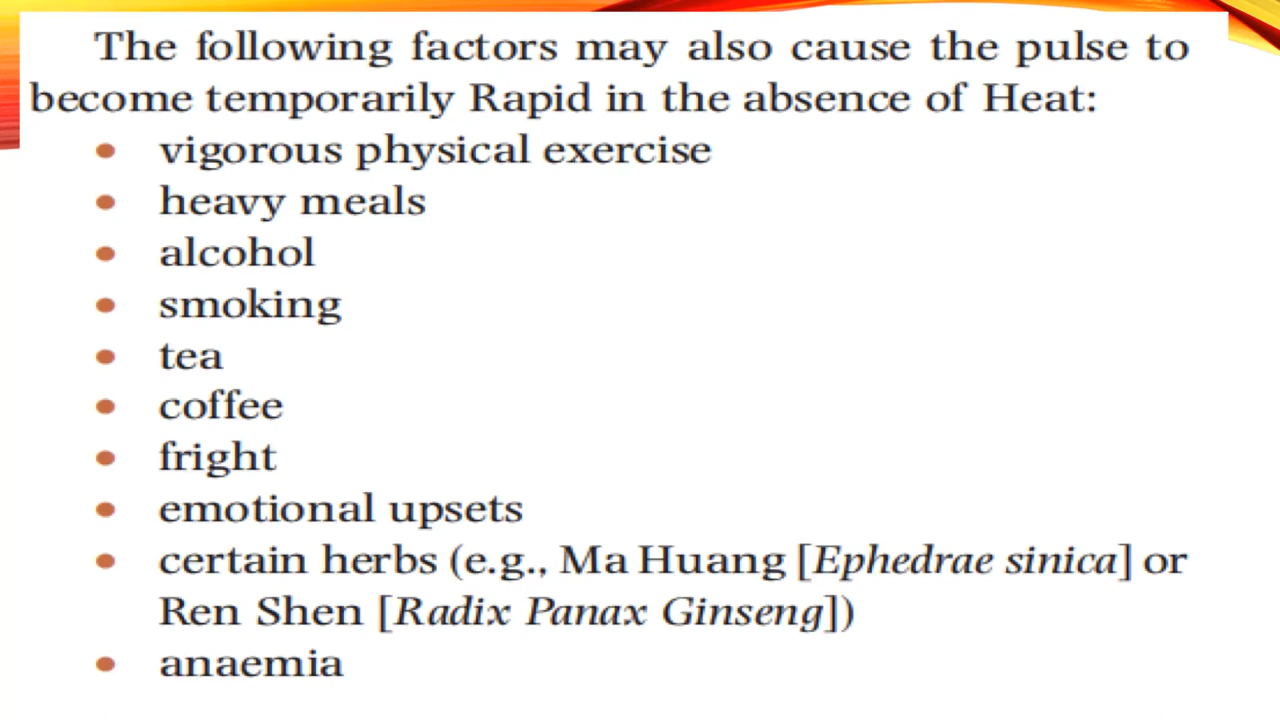 The following factors may also cause the pulse to
become temporarily Rapid in the absence of Heat:
• vigorous physical exercise
• heavy meals
• alcohol
• smoking
• tea
• coffee
• fright
• emotional upsets
• certain herbs (e.g., Ma Huang [Ephedrae sinica] or
Ren Shen [Radix Panax Ginseng])
• anaemia